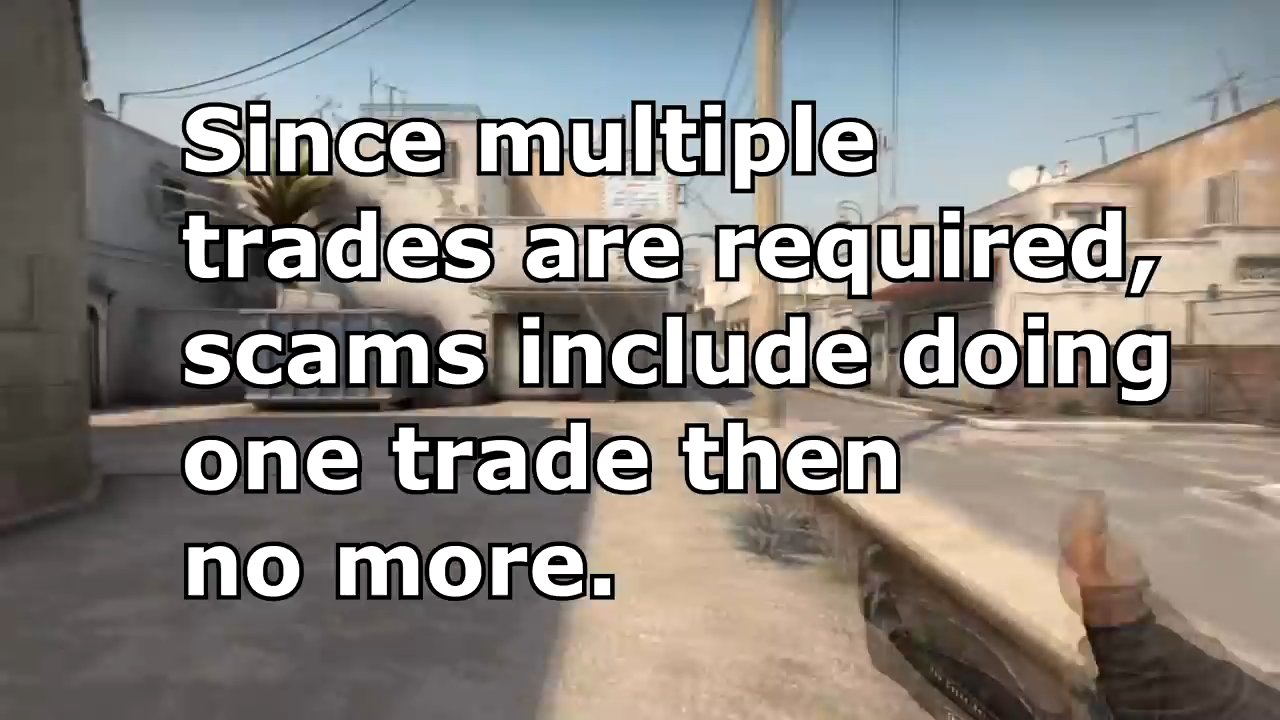 Since multiple
trades are required,
scams include doing
one trade then
no more.